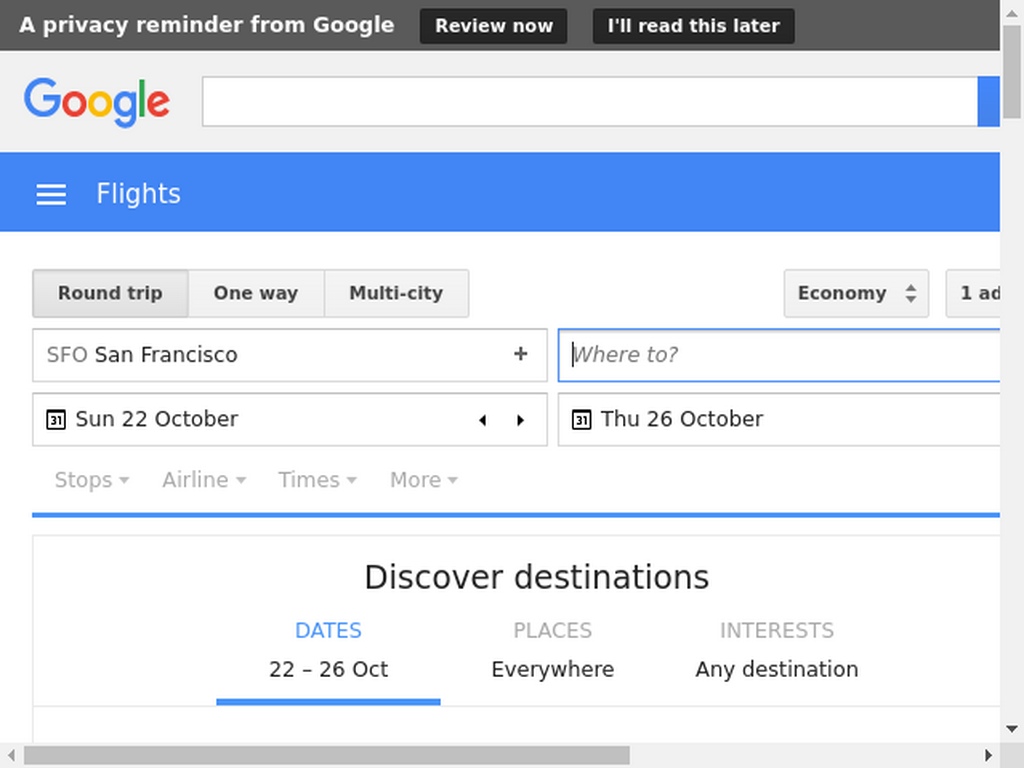 A privacy reminder from Google Review now I'll read this later
Google
Flights
Round trip One way Multi-city Economy 1 ad
SFO San Francisco + Where to?
31 Sun 22 October 31 Thu 26 October
Stops Airline Times More
Discover destinations
DATES PLACES INTERESTS
22 – 26 Oct Everywhere Any destination